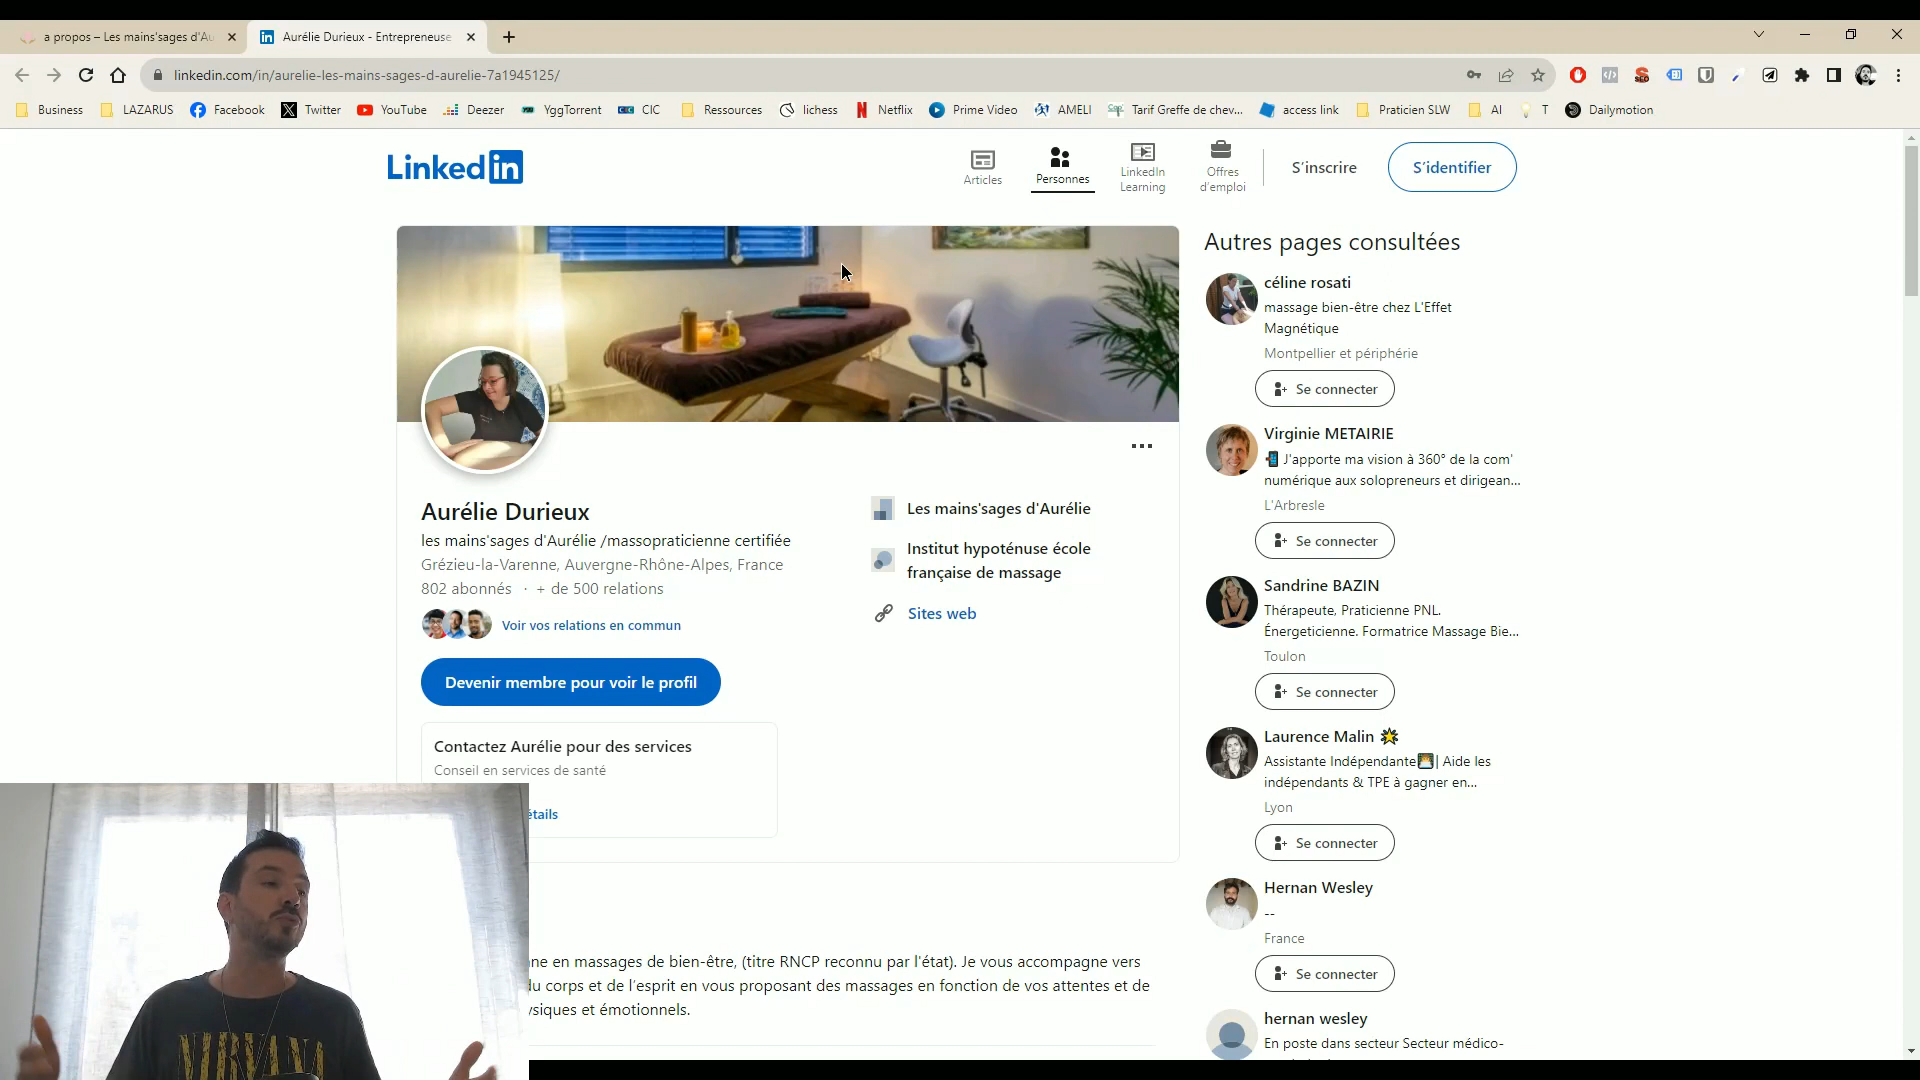 a propos – Les mains'sages d'Au
Aurélie Durieux - Entrepreneuse
linkedin.com/in/aurelie-les-mains-sages-d-aurelie-7a1945125/
Business
LAZARUS
Facebook
Twitter
YouTube
Deezer
YggTorrent
CIC
Ressources
lichess
Netflix
Prime Video
AMELI
Tarif Greffe de chev...
access link
Praticien SLW
AI
T
Dailymotion
Linkedin
Articles
Personnes
LinkedIn
Learning
Offres
d'emploi
S'inscrire
S'identifier
Aurélie Durieux
les mains'sages d'Aurélie /massopraticienne certifiée
Grézieu-la-Varenne, Auvergne-Rhône-Alpes, France
802 abonnés · + de 500 relations
Voir vos relations en commun
Devenir membre pour voir le profil
Les mains'sages d'Aurélie
Institut hypoténuse école
française de massage
Sites web
Contactez Aurélie pour des services
Conseil en services de santé
étails
ne en massages de bien-être, (titre RNCP reconnu par l'état). Je vous accompagne vers
du corps et de l'esprit en vous proposant des massages en fonction de vos attentes et de
ysiques et émotionnels.
Autres pages consultées
céline rosati
massage bien-être chez L'Effet
Magnétique
Montpellier et périphérie
Se connecter
Virginie METAIRIE
J'apporte ma vision à 360° de la com'
numérique aux solopreneurs et dirigean...
L'Arbresle
Se connecter
Sandrine BAZIN
Thérapeute, Praticienne PNL.
Énergeticienne. Formatrice Massage Bie...
Toulon
Se connecter
Laurence Malin
Assistante Indépendante | Aide les
indépendants & TPE à gagner en...
Lyon
Se connecter
Hernan Wesley
--
France
Se connecter
hernan wesley
En poste dans secteur Secteur médico-
NIRVANA